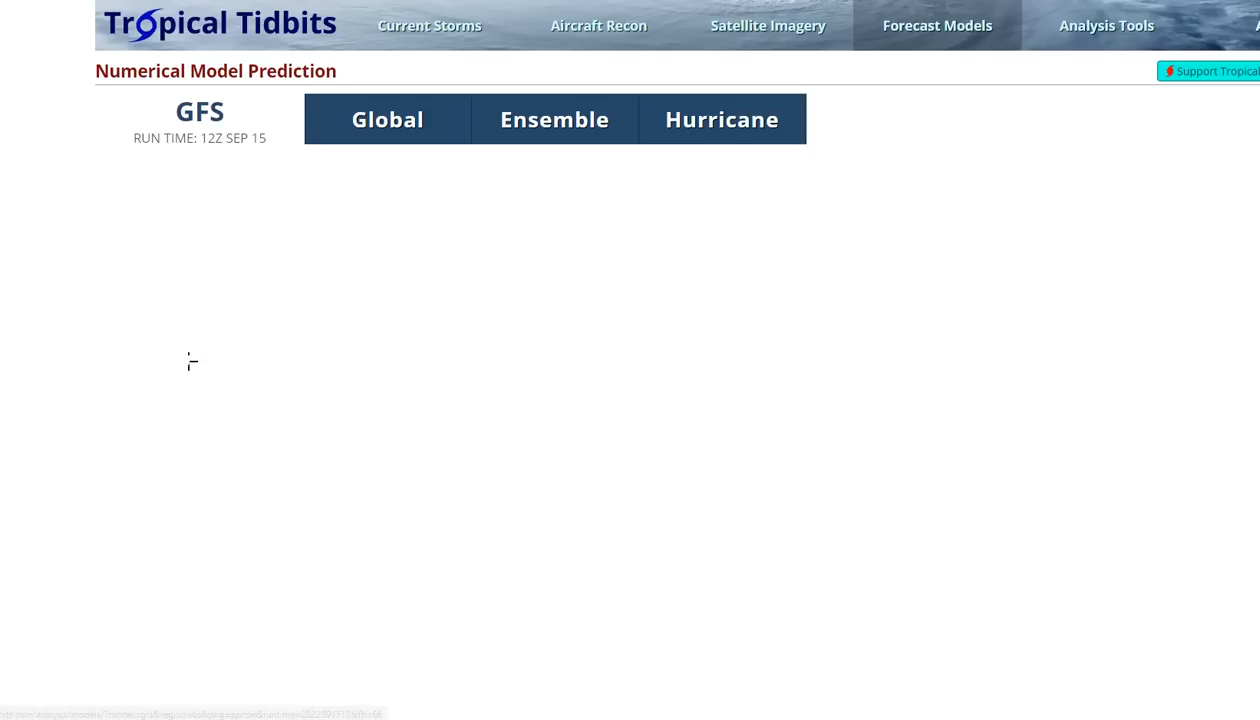 Tropical Tidbits
Current Storms
Aircraft Recon
Satellite Imagery
Forecast Models
Analysis Tools
Numerical Model Prediction
Support Tropical
GFS
RUN TIME: 12Z SEP 15
Global
Ensemble
Hurricane